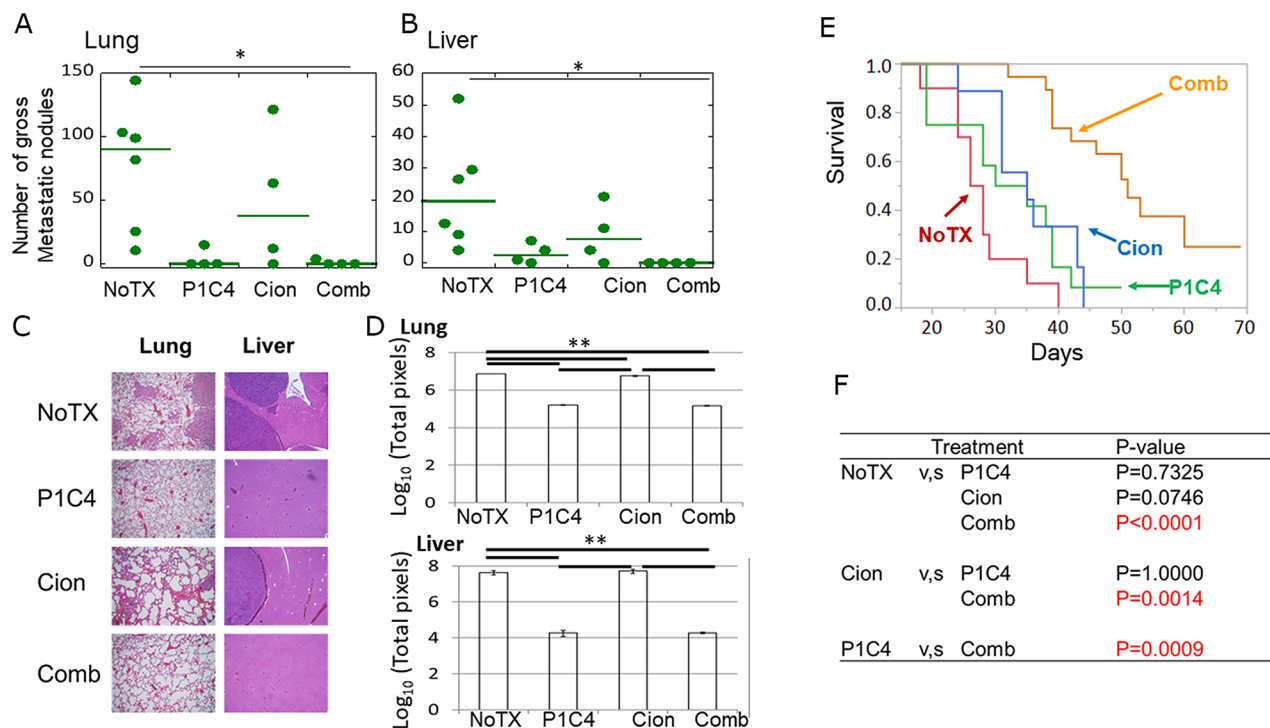 A
Lung
*
Number of gross
Metastatic nodules
150
100
50
0
NoTX P1C4 Cion Comb
B
Liver
*
60
50
40
30
20
10
0
NoTX P1C4 Cion Comb
C
Lung Liver
NoTX
P1C4
Cion
Comb
D
Lung
**
Log10 (Total pixels)
8
6
4
2
0
NoTX P1C4 Cion Comb
Liver
**
Log10 (Total pixels)
8
6
4
2
0
NoTX P1C4 Cion Comb
E
Survival
1.0
0.8
0.6
0.4
0.2
0.0
Comb
NoTX
Cion
P1C4
20 30 40 50 60 70
Days
F
Treatment P-value
NoTX v,s P1C4 P=0.7325
Cion P=0.0746
Comb P<0.0001
Cion v,s P1C4 P=1.0000
Comb P=0.0014
P1C4 v,s Comb P=0.0009